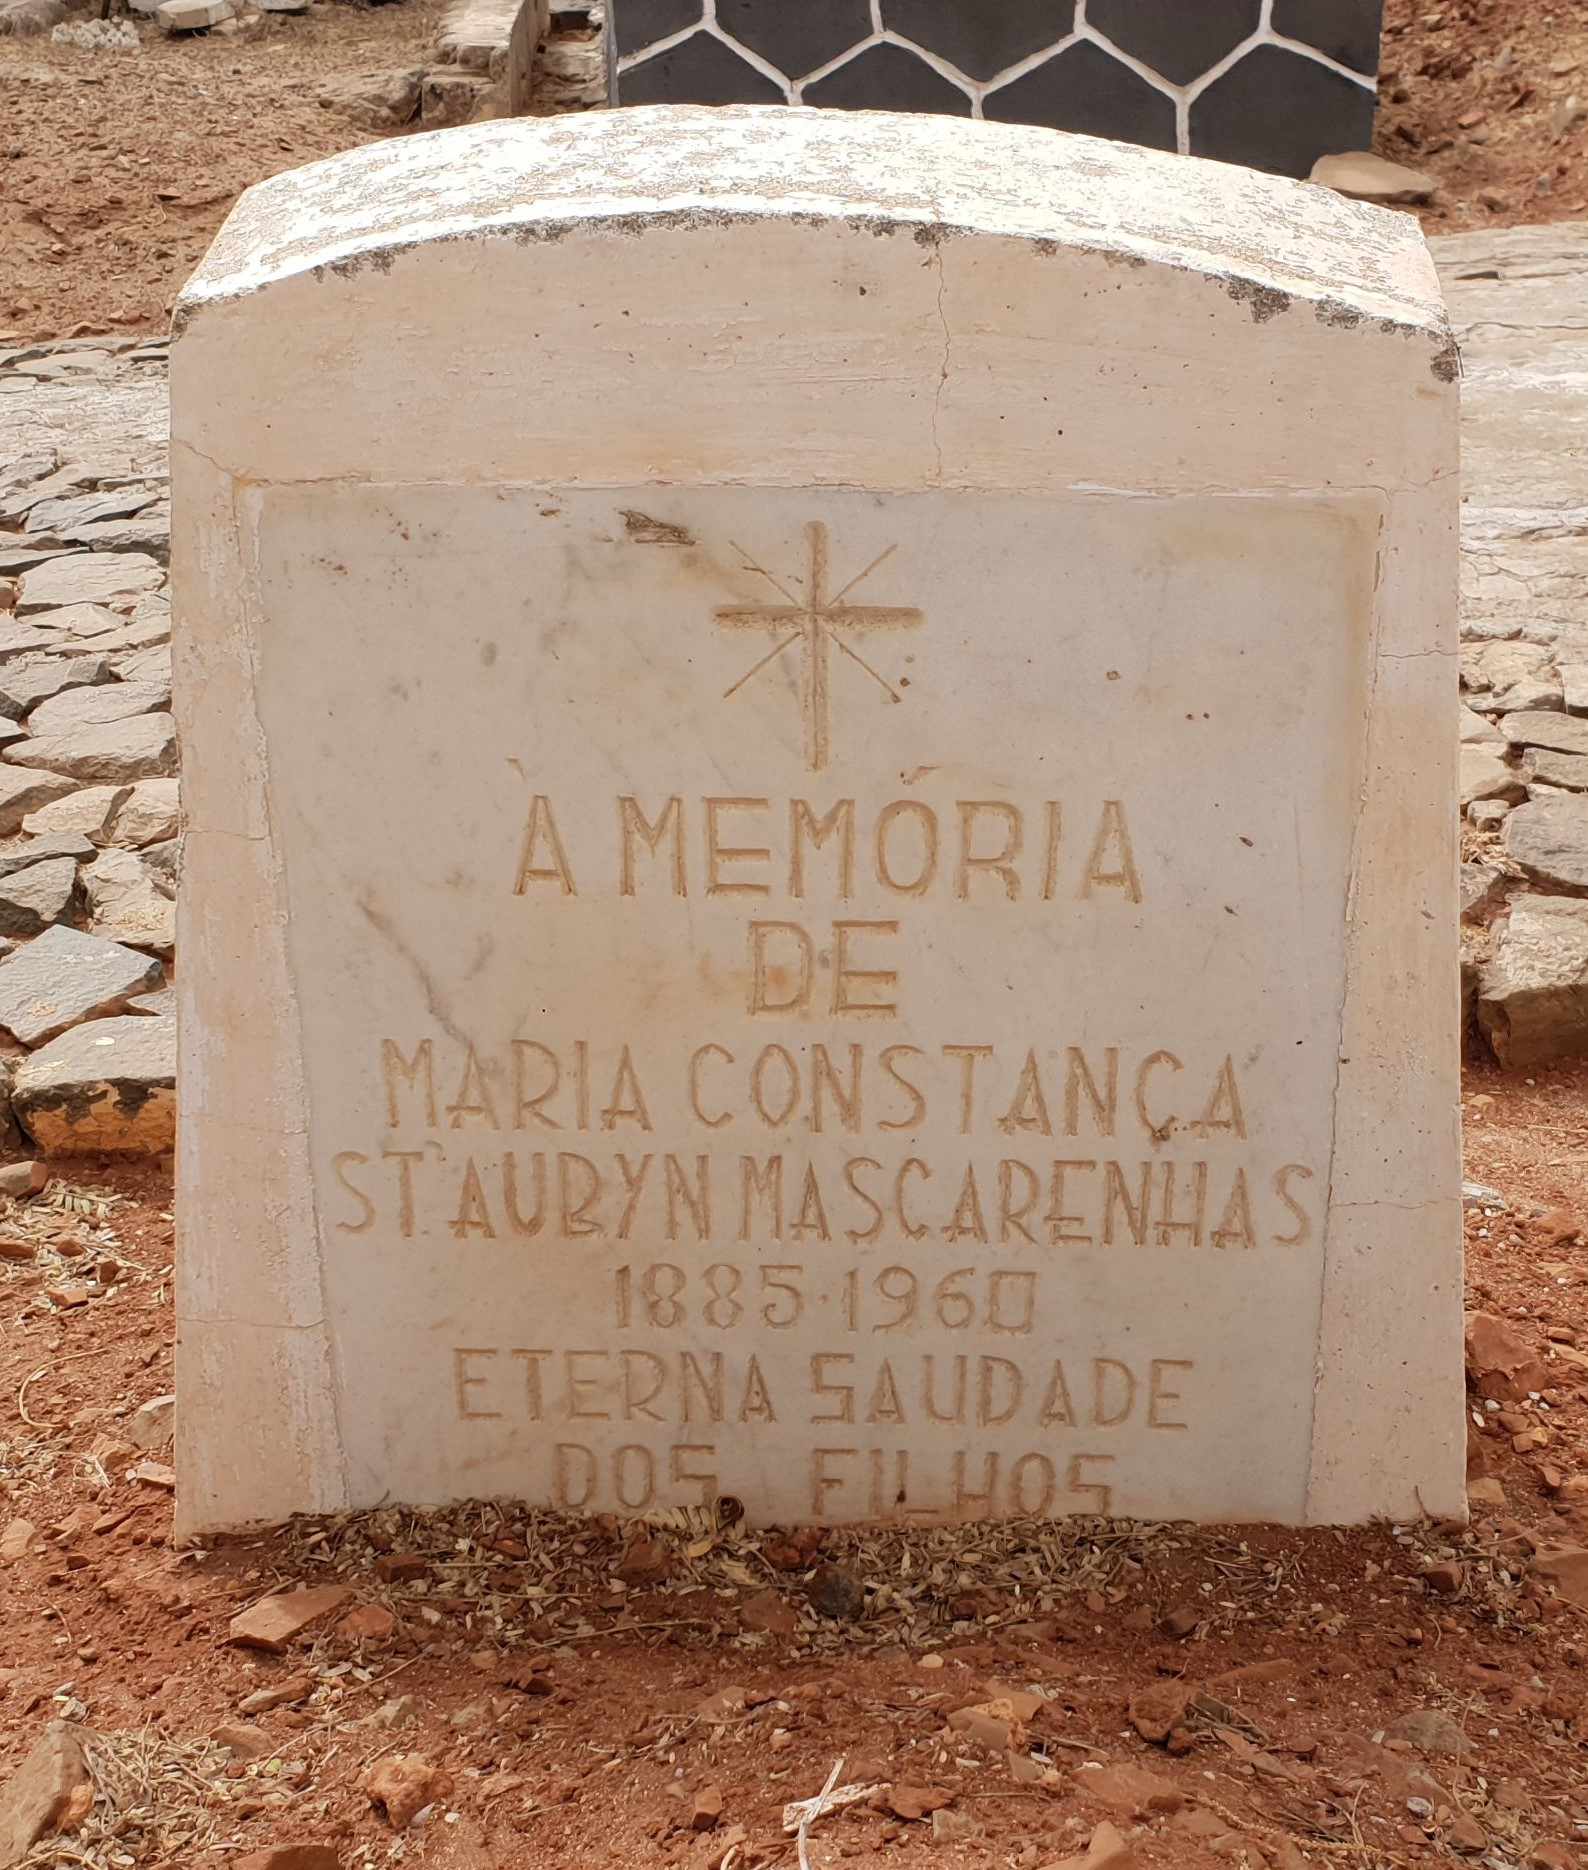 À MEMÓRIA
DE
MARIA CONSTANÇA
ST. AUBYN MASCARENHAS
1885·1960
ETERNA SAUDADE
DOS FILHOS